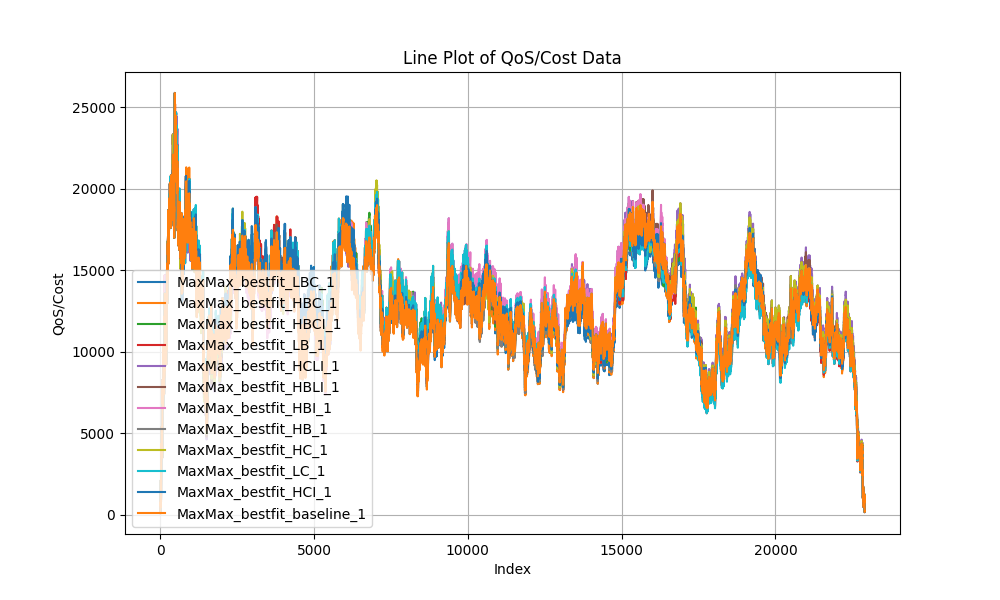 Line Plot of QoS/Cost Data
QoS/Cost
25000
20000
15000
10000
5000
0
MaxMax_bestfit_LBC_1
MaxMax_bestfit_HBC_1
MaxMax_bestfit_HBCI_1
MaxMax_bestfit_LB_1
MaxMax_bestfit_HCLI_1
MaxMax_bestfit_HBLI_1
MaxMax_bestfit_HBI_1
MaxMax_bestfit_HB_1
MaxMax_bestfit_HC_1
MaxMax_bestfit_LC_1
MaxMax_bestfit_HCI_1
MaxMax_bestfit_baseline_1
0 5000 10000 15000 20000
Index